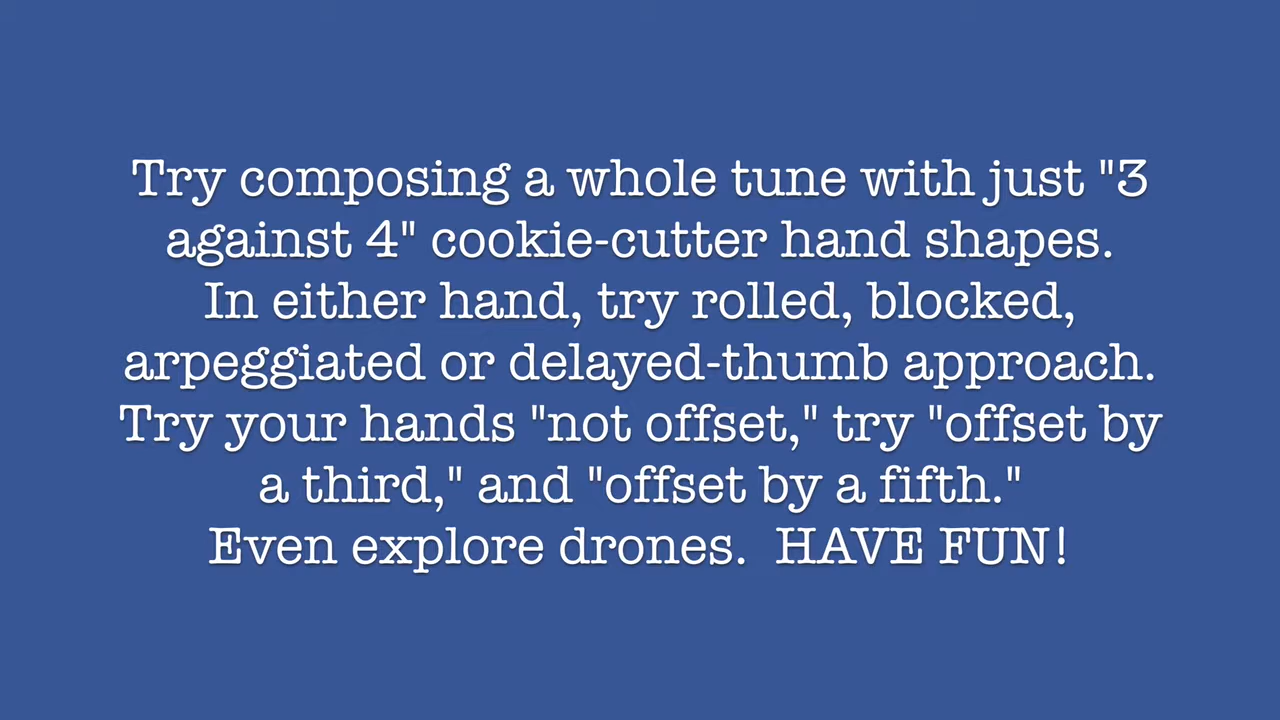 Try composing a whole tune with just "3
against 4" cookie-cutter hand shapes.
In either hand, try rolled, blocked,
arpeggiated or delayed-thumb approach.
Try your hands "not offset," try "offset by
a third," and "offset by a fifth."
Even explore drones.  HAVE FUN!